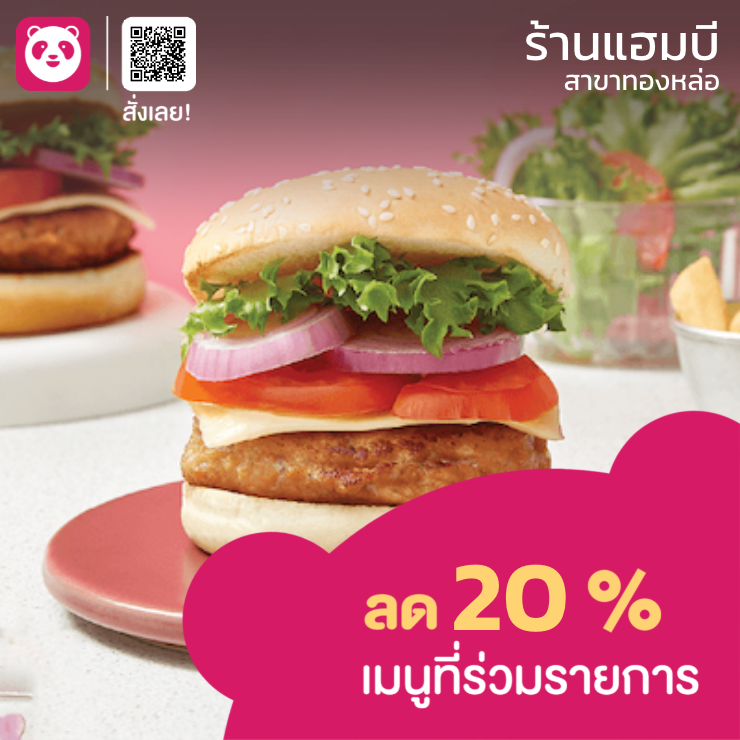 ร้านแฮมบี
สาขาทองหล่อ
สั่งเลย!
ลด 20 %
เมนูที่ร่วมรายการ